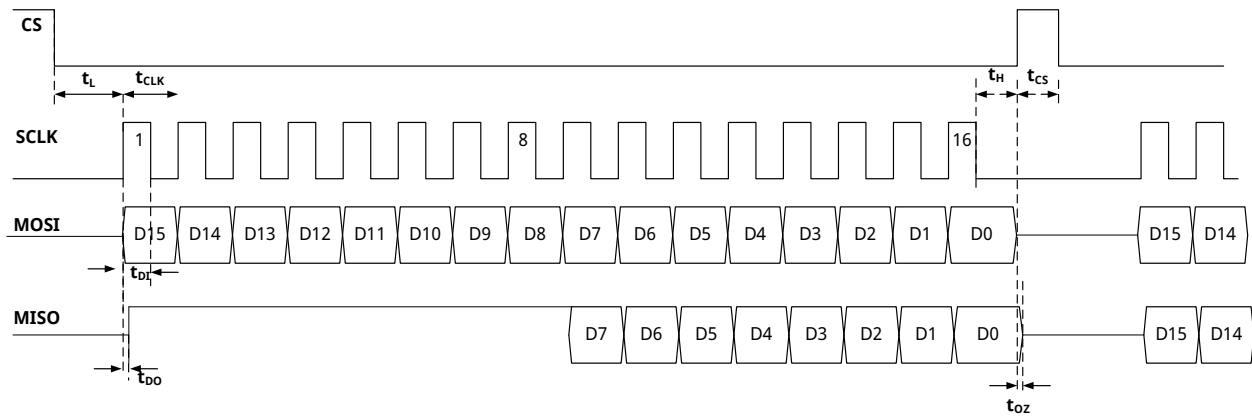 CS
tL tCLK tH tCS
SCLK 1 8 16
MOSI D15 D14 D13 D12 D11 D10 D9 D8 D7 D6 D5 D4 D3 D2 D1 D0 D15 D14
tDI
MISO D7 D6 D5 D4 D3 D2 D1 D0 D15 D14
tDO
tOZ